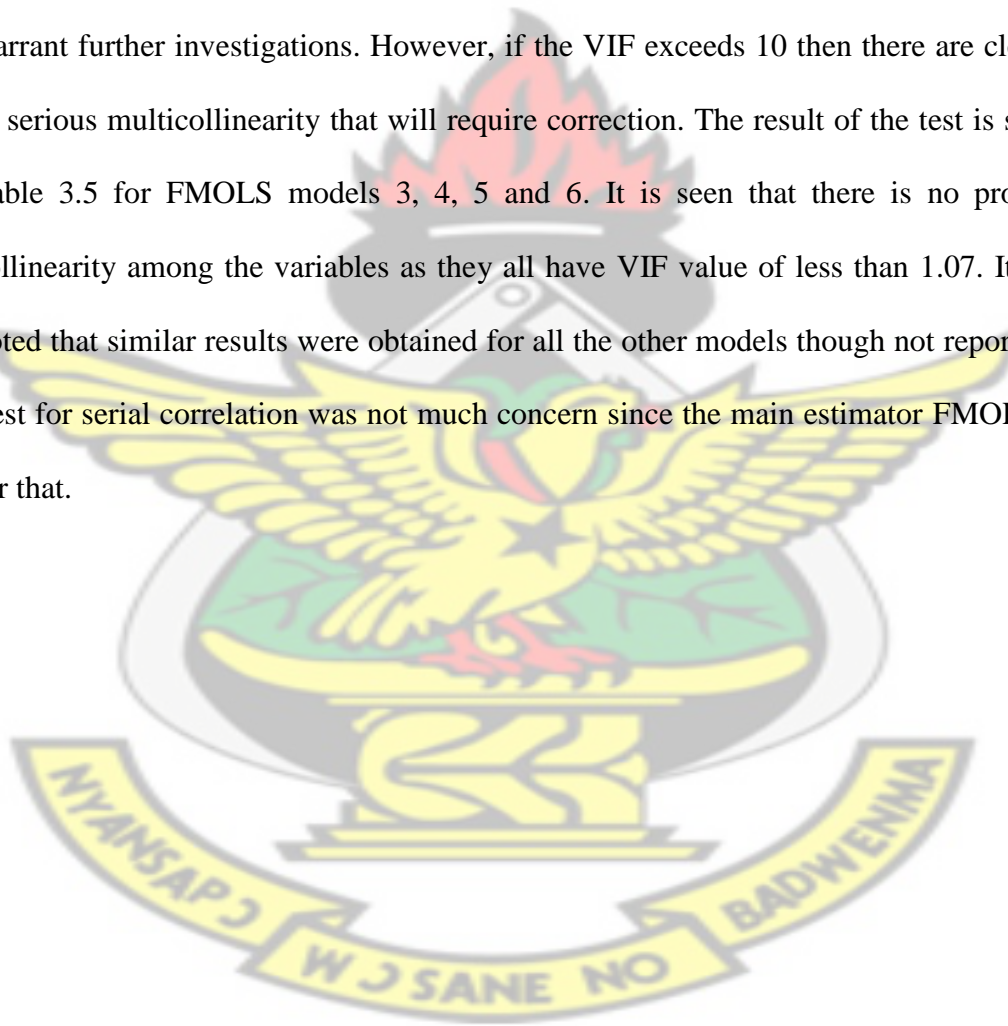 arrant further investigations. However, if the VIF exceeds 10 then there are cl
serious multicollinearity that will require correction. The result of the test is s
able 3.5 for FMOLS models 3, 4, 5 and 6. It is seen that there is no pro
llinearity among the variables as they all have VIF value of less than 1.07. It
oted that similar results were obtained for all the other models though not repor
est for serial correlation was not much concern since the main estimator FMOL
r that.
NYANSAPƆ
WƆSANE NO
BADWENMA